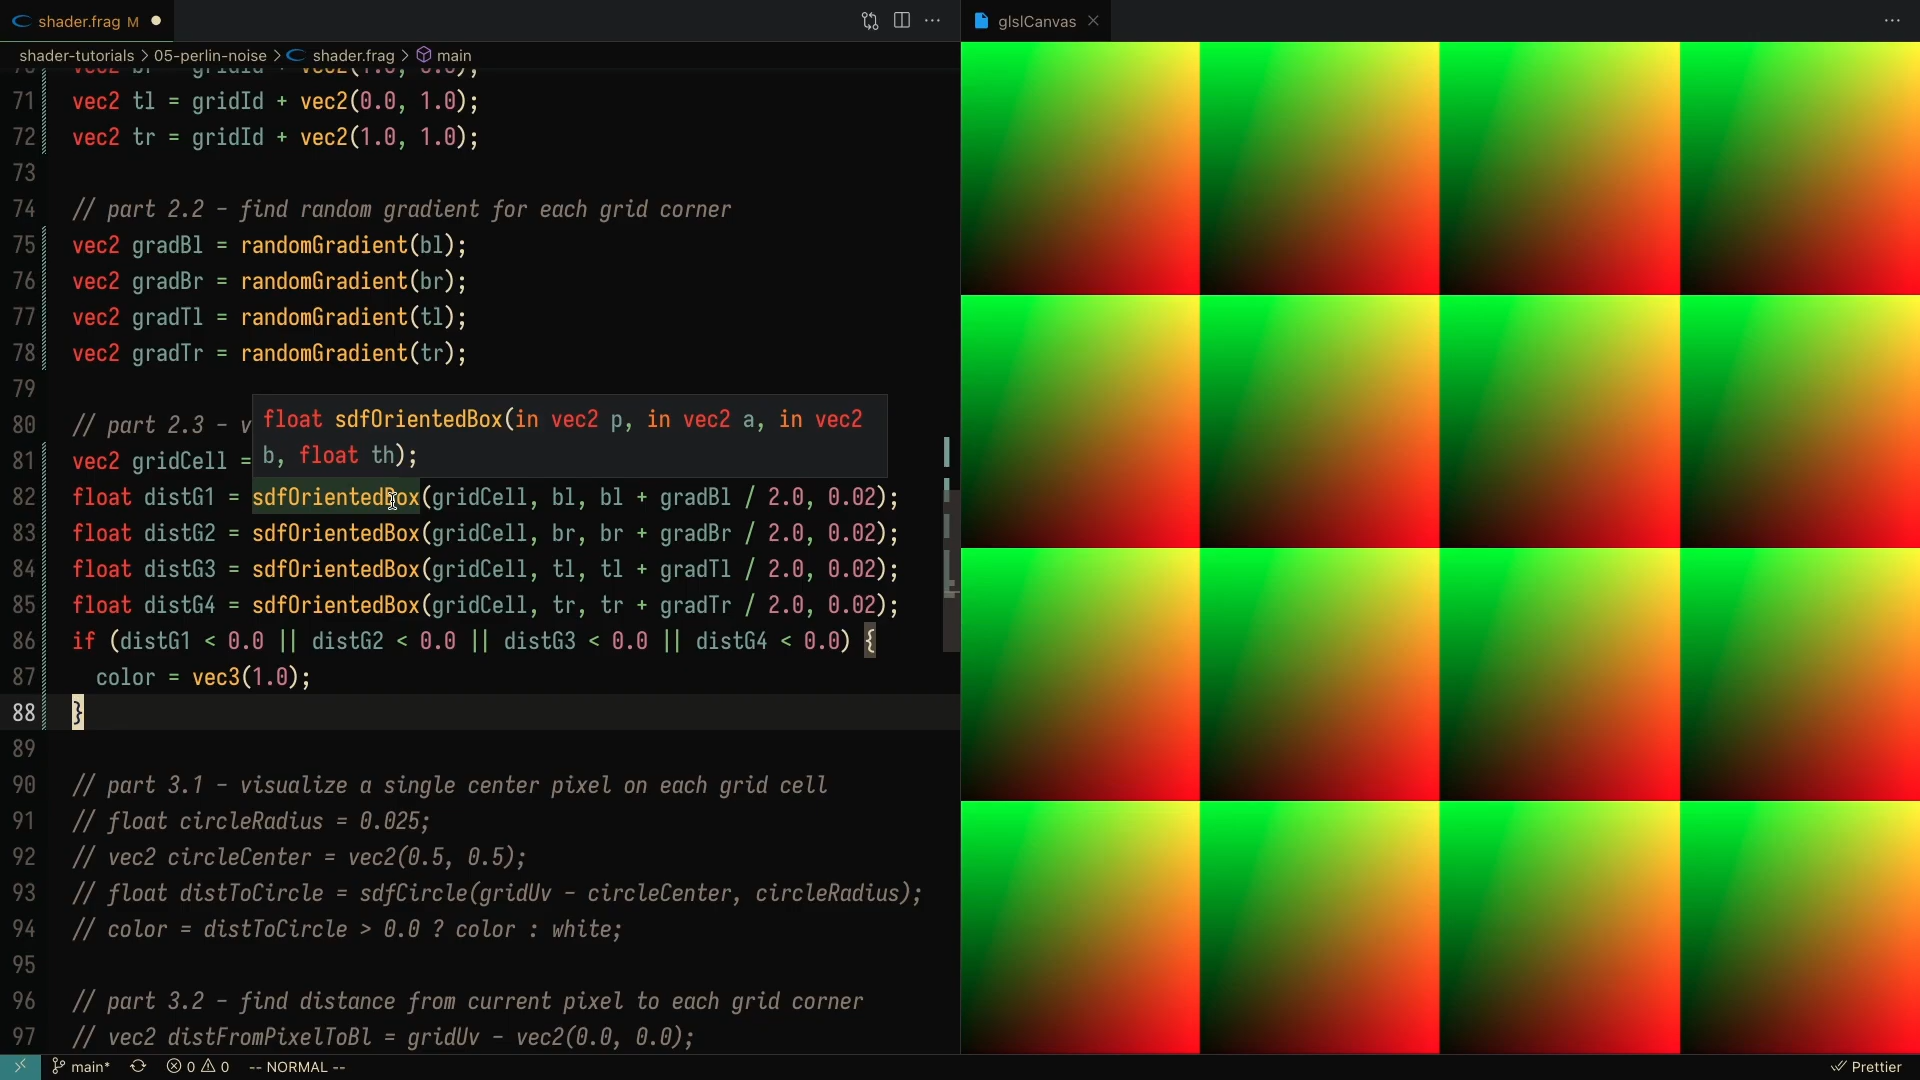 shader.frag M
glslCanvas
shader-tutorials > 05-perlin-noise > shader.frag > main
71 vec2 tl = gridId + vec2(0.0, 1.0);
72 vec2 tr = gridId + vec2(1.0, 1.0);
73
74 // part 2.2 - find random gradient for each grid corner
75 vec2 gradBl = randomGradient(bl);
76 vec2 gradBr = randomGradient(br);
77 vec2 gradTl = randomGradient(tl);
78 vec2 gradTr = randomGradient(tr);
79
float sdfOrientedBox(in vec2 p, in vec2 a, in vec2
b, float th);
80 // part 2.3 - v
81 vec2 gridCell =
82 float distG1 = sdfOrientedBox(gridCell, bl, bl + gradBl / 2.0, 0.02);
83 float distG2 = sdfOrientedBox(gridCell, br, br + gradBr / 2.0, 0.02);
84 float distG3 = sdfOrientedBox(gridCell, tl, tl + gradTl / 2.0, 0.02);
85 float distG4 = sdfOrientedBox(gridCell, tr, tr + gradTr / 2.0, 0.02);
86 if (distG1 < 0.0 || distG2 < 0.0 || distG3 < 0.0 || distG4 < 0.0) {
87 color = vec3(1.0);
88 }
89
90 // part 3.1 - visualize a single center pixel on each grid cell
91 // float circleRadius = 0.025;
92 // vec2 circleCenter = vec2(0.5, 0.5);
93 // float distToCircle = sdfCircle(gridUv - circleCenter, circleRadius);
94 // color = distToCircle > 0.0 ? color : white;
95
96 // part 3.2 - find distance from current pixel to each grid corner
97 // vec2 distFromPixelToBl = gridUv - vec2(0.0, 0.0);
main* 0 0 -- NORMAL -- Prettier